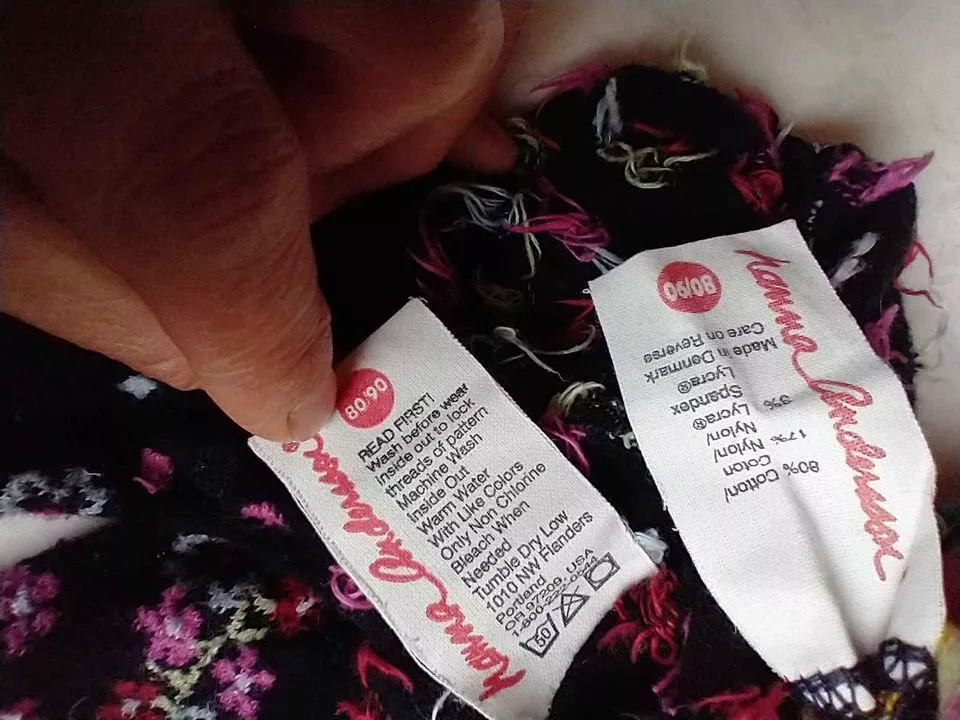 Hanna Andersson
80/90
READ FIRST!
Wash before wear
Inside out to lock
threads of pattern
Machine Wash
Inside Out
Warm Water
With Like Colors
Only Non Chlorine
Bleach When
Needed
Tumble Dry Low
1010 NW Flanders
Portland
OR 97209, USA
50
Hanna Andersson
80/90
80% Cotton/
Coton
17% Nylon/
Nylon/
Lycra®
3% Spandex
Lycra®
Made in Denmark
Care on Reverse